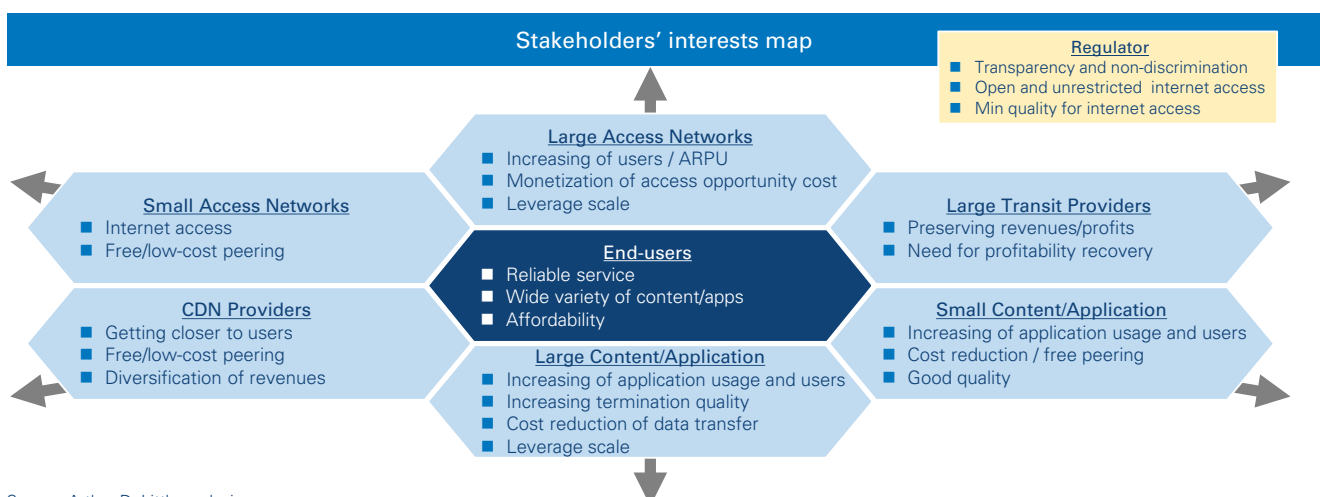 Stakeholders' interests map
Regulator
Transparency and non-discrimination
Open and unrestricted internet access
Min quality for internet access
Large Access Networks
Increasing of users / ARPU
Monetization of access opportunity cost
Leverage scale
Small Access Networks
Internet access
Free/low-cost peering
Large Transit Providers
Preserving revenues/profits
Need for profitability recovery
End-users
Reliable service
Wide variety of content/apps
Affordability
CDN Providers
Getting closer to users
Free/low-cost peering
Diversification of revenues
Small Content/Application
Increasing of application usage and users
Cost reduction / free peering
Good quality
Large Content/Application
Increasing of application usage and users
Increasing termination quality
Cost reduction of data transfer
Leverage scale